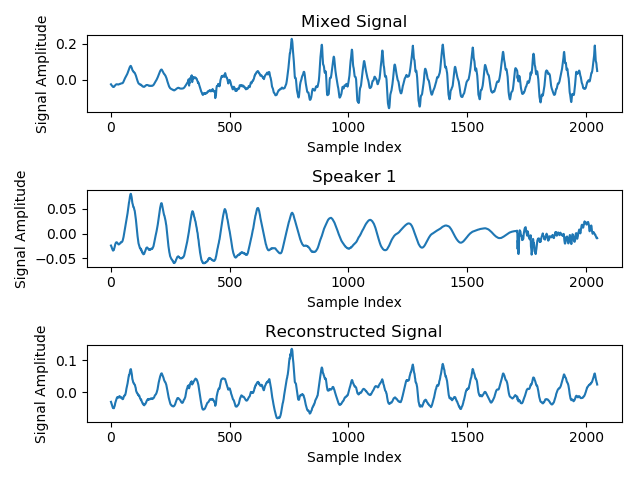 Mixed Signal
Signal Amplitude
0.2
0.0
0 500 1000 1500 2000
Sample Index
Speaker 1
Signal Amplitude
0.05
0.00
−0.05
0 500 1000 1500 2000
Sample Index
Reconstructed Signal
Signal Amplitude
0.1
0.0
0 500 1000 1500 2000
Sample Index